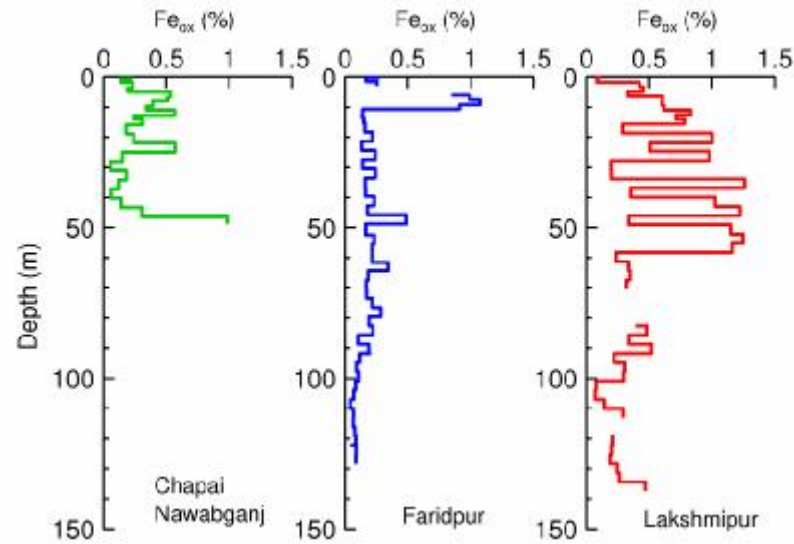 Fe_ox (%) Fe_ox (%) Fe_ox (%)
0 0.5 1 1.5 0 0.5 1 1.5 0 0.5 1 1.5
0 0 0
50 50 50
Depth (m)
100 100 100
150 150 150
Chapai
Nawabganj
Faridpur
Lakshmipur